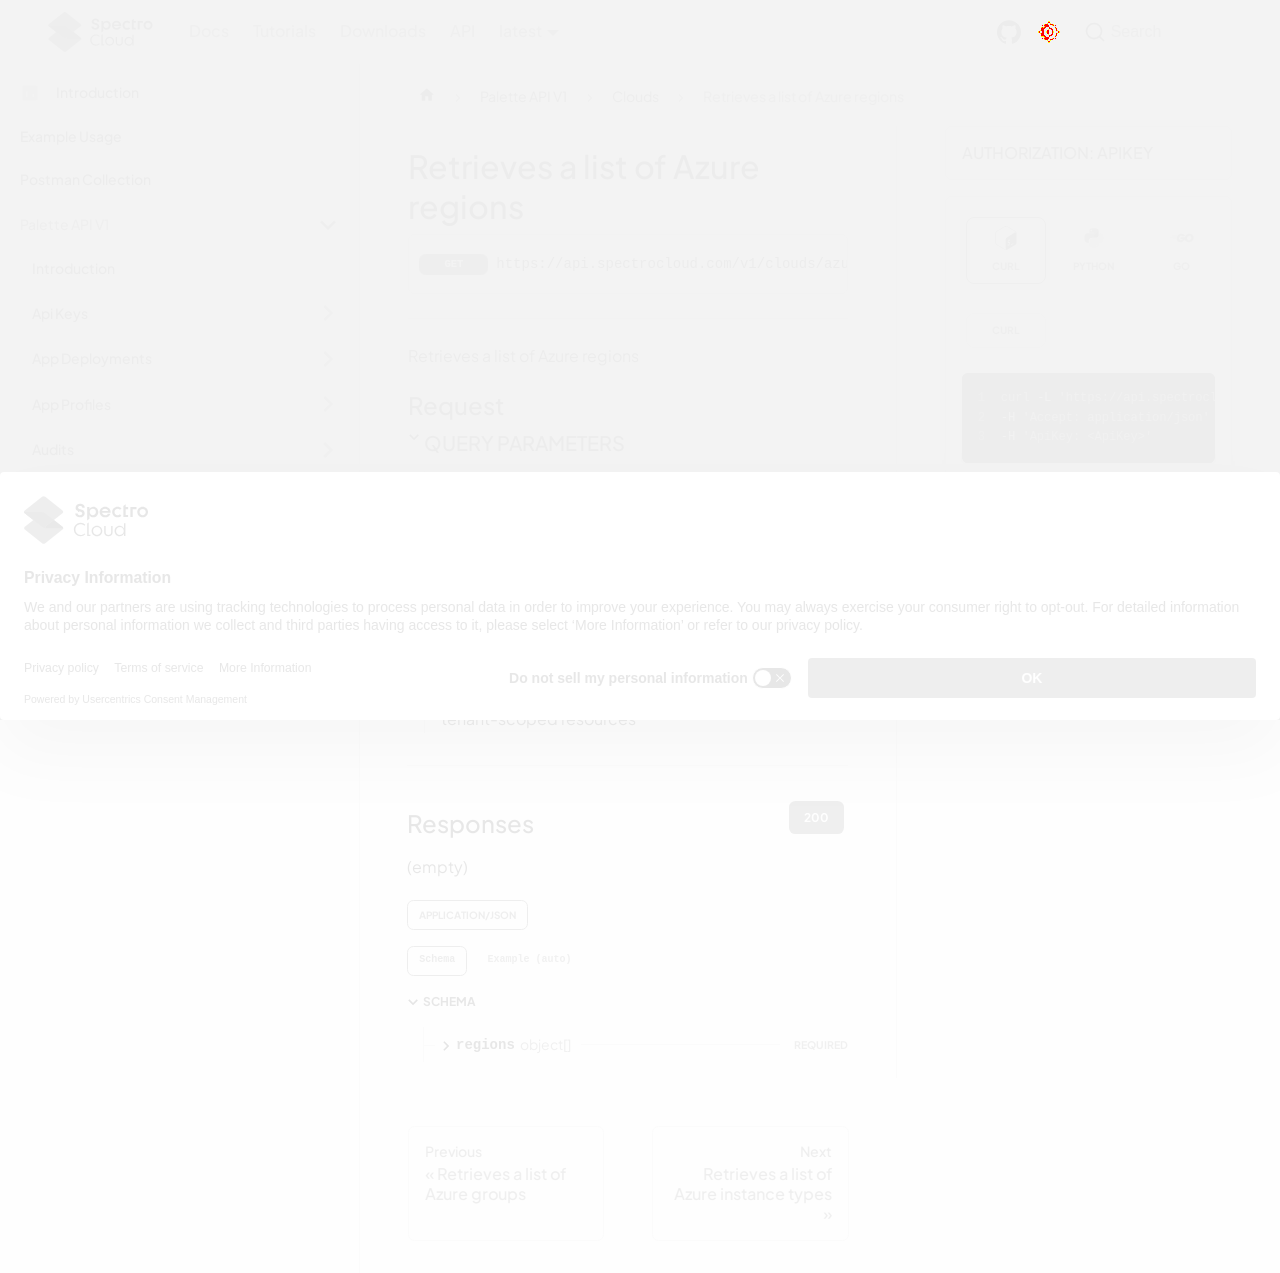 Spectro
Cloud
Docs
Tutorials
Downloads
API
latest
Search
Introduction
Example Usage
Postman Collection
Palette API V1
Introduction
Api Keys
App Deployments
App Profiles
Audits
Palette API V1
Clouds
Retrieves a list of Azure regions
Retrieves a list of Azure
regions
GET
https://api.spectrocloud.com/v1/clouds/azu
Retrieves a list of Azure regions
Request
QUERY PARAMETERS
AUTHORIZATION: APIKEY
CURL
PYTHON
GO
CURL
Spectro
Cloud
Privacy Information
We and our partners are using tracking technologies to process personal data in order to improve your experience. You may always exercise your consumer right to opt-out. For detailed information
about personal information we collect and third parties having access to it, please select ‘More Information’ or refer to our privacy policy.
Privacy policy
Terms of service
More Information
Powered by Usercentrics Consent Management
Do not sell my personal information
OK
tenant-scoped resources
Responses
200
(empty)
APPLICATION/JSON
Schema
Example (auto)
SCHEMA
regions object[]
REQUIRED
Previous
« Retrieves a list of
Azure groups
Next
Retrieves a list of
Azure instance types
»